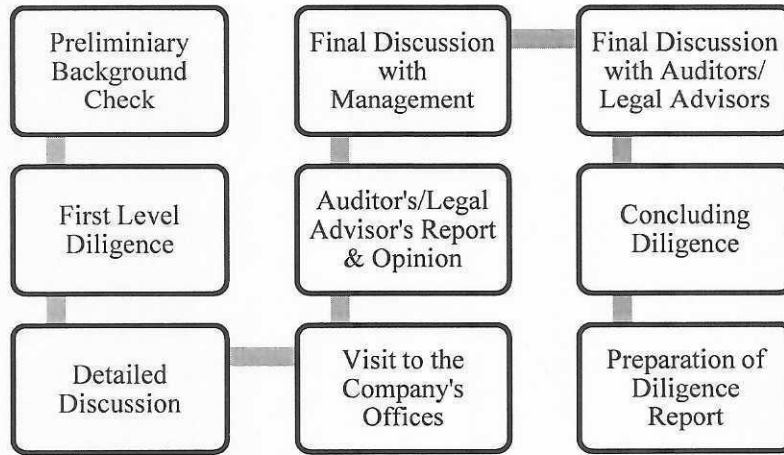 Preliminiary
Background
Check
First Level
Diligence
Detailed
Discussion
Visit to the
Company's
Offices
Auditor's/Legal
Advisor's Report
& Opinion
Final Discussion
with
Management
Final Discussion
with Auditors/
Legal Advisors
Concluding
Diligence
Preparation of
Diligence
Report